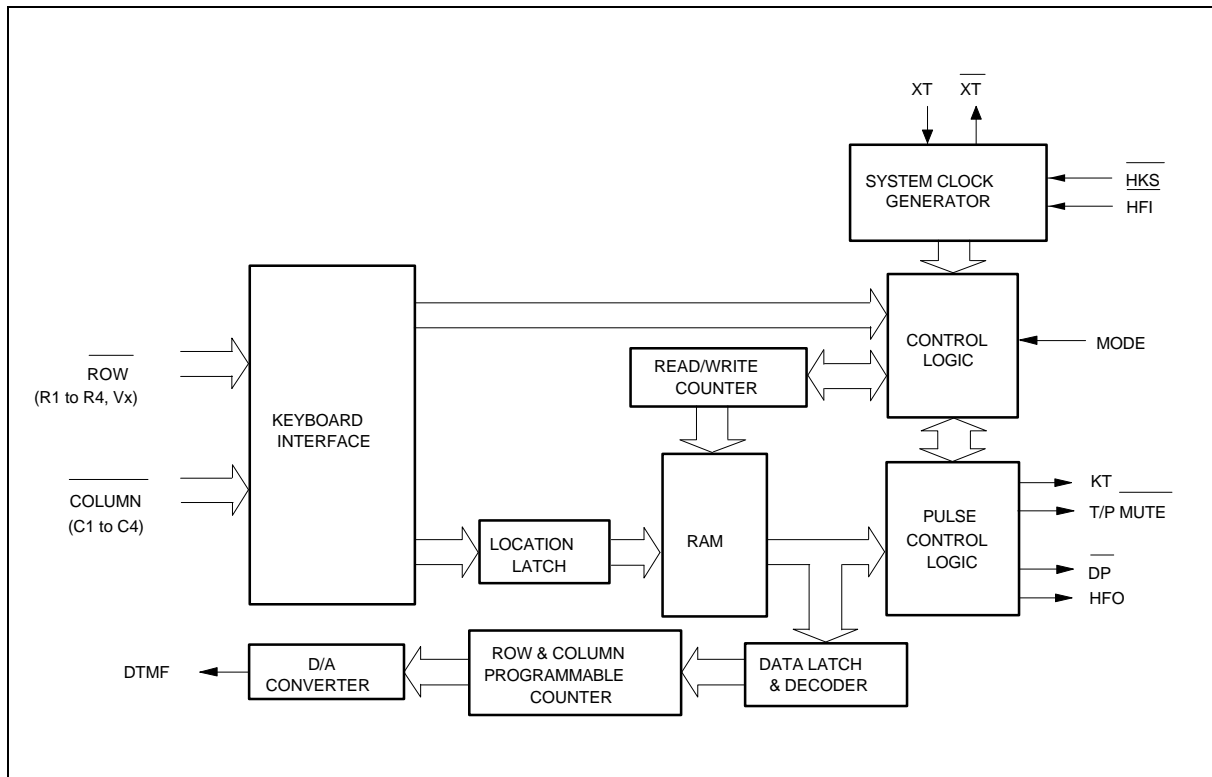 XT XT
SYSTEM CLOCK
GENERATOR
HKS
HFI
ROW
(R1 to R4, Vx)
COLUMN
(C1 to C4)
KEYBOARD
INTERFACE
READ/WRITE
COUNTER
CONTROL
LOGIC
MODE
LOCATION
LATCH
RAM
PULSE
CONTROL
LOGIC
KT
T/P MUTE
DP
HFO
DTMF
D/A
CONVERTER
ROW & COLUMN
PROGRAMMABLE
COUNTER
DATA LATCH
& DECODER